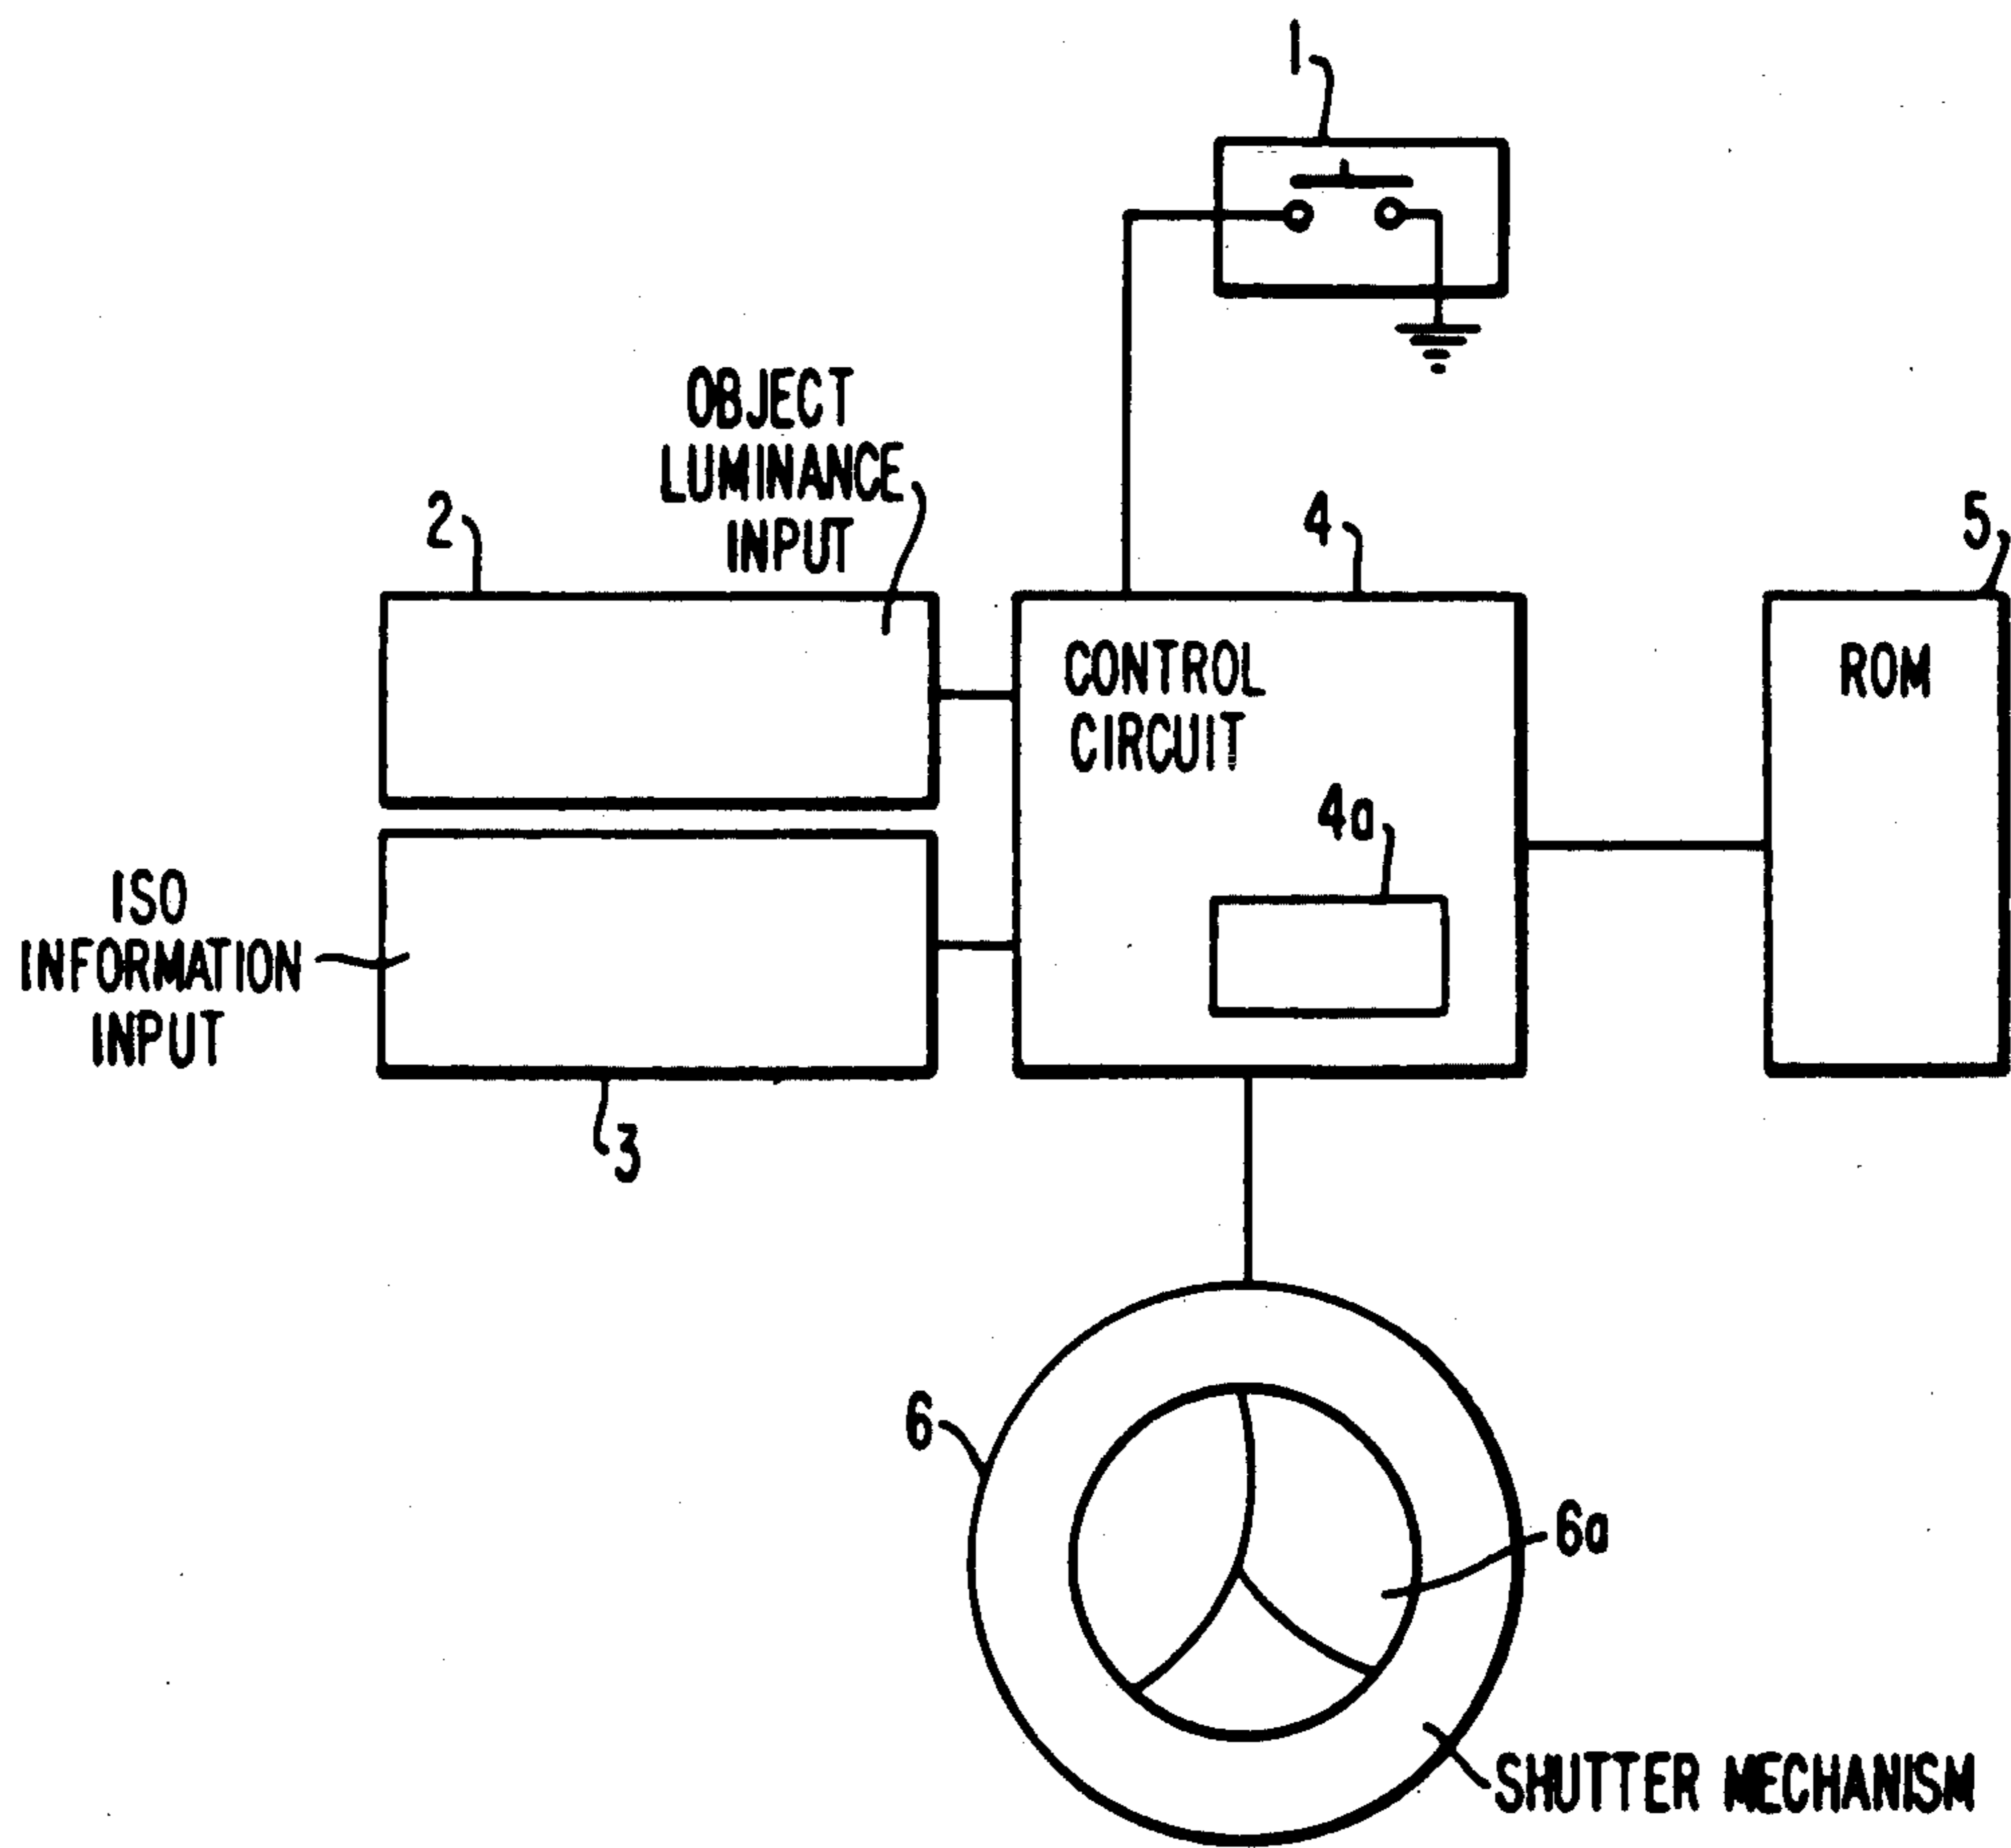 1
OBJECT
LUMINANCE
INPUT
2
4
5
CONTROL
CIRCUIT
ROM
4a
ISO
INFORMATION
INPUT
3
6
6a
SHUTTER MECHANISM